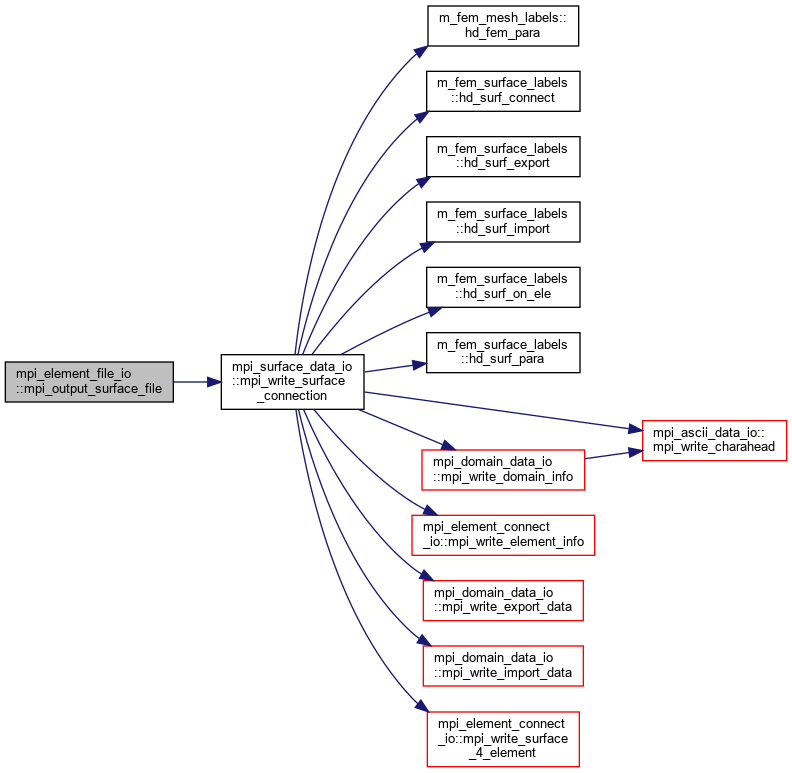 m_fem_mesh_labels::
hd_fem_para
m_fem_surface_labels
::hd_surf_connect
m_fem_surface_labels
::hd_surf_export
m_fem_surface_labels
::hd_surf_import
m_fem_surface_labels
::hd_surf_on_ele
m_fem_surface_labels
::hd_surf_para
mpi_element_file_io
::mpi_output_surface_file
mpi_surface_data_io
::mpi_write_surface
_connection
mpi_ascii_data_io::
mpi_write_charahead
mpi_domain_data_io
::mpi_write_domain_info
mpi_element_connect
_io::mpi_write_element_info
mpi_domain_data_io
::mpi_write_export_data
mpi_domain_data_io
::mpi_write_import_data
mpi_element_connect
_io::mpi_write_surface
_4_element